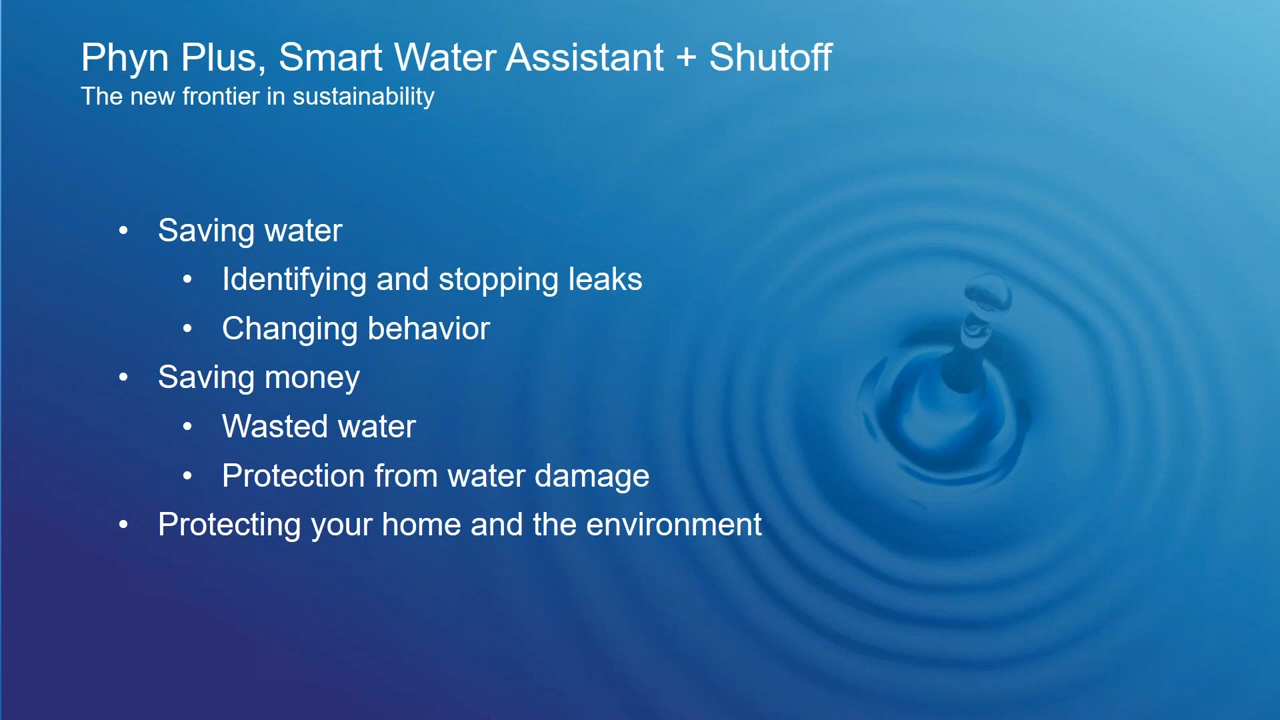 Phyn Plus, Smart Water Assistant + Shutoff
The new frontier in sustainability
• Saving water
• Identifying and stopping leaks
• Changing behavior
• Saving money
• Wasted water
• Protection from water damage
• Protecting your home and the environment